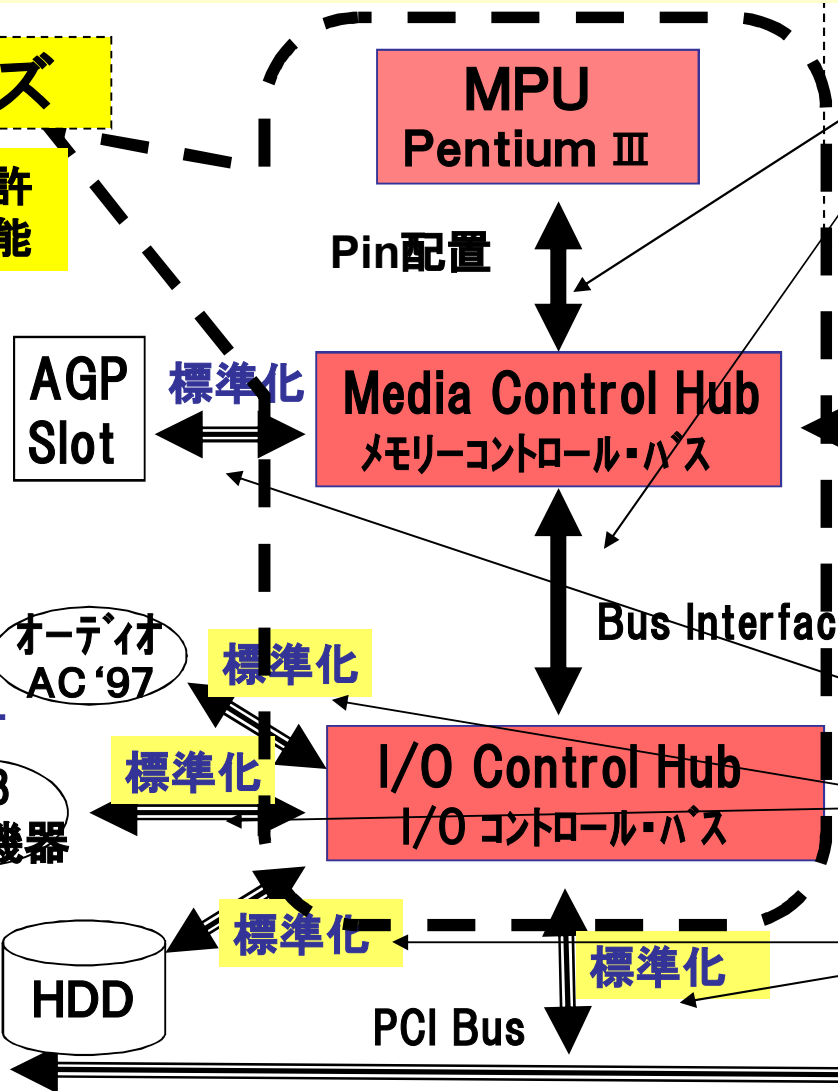 ズ
MPU
Pentium Ⅲ
許
能
Pin配置
AGP
Slot
標準化
Media Control Hub
メモリーコントロール・バス
Bus Interfac
オーディオ
AC‘97
標準化
標準化
I/O Control Hub
I/O コントロール・バス
機器
標準化
標準化
HDD
PCI Bus